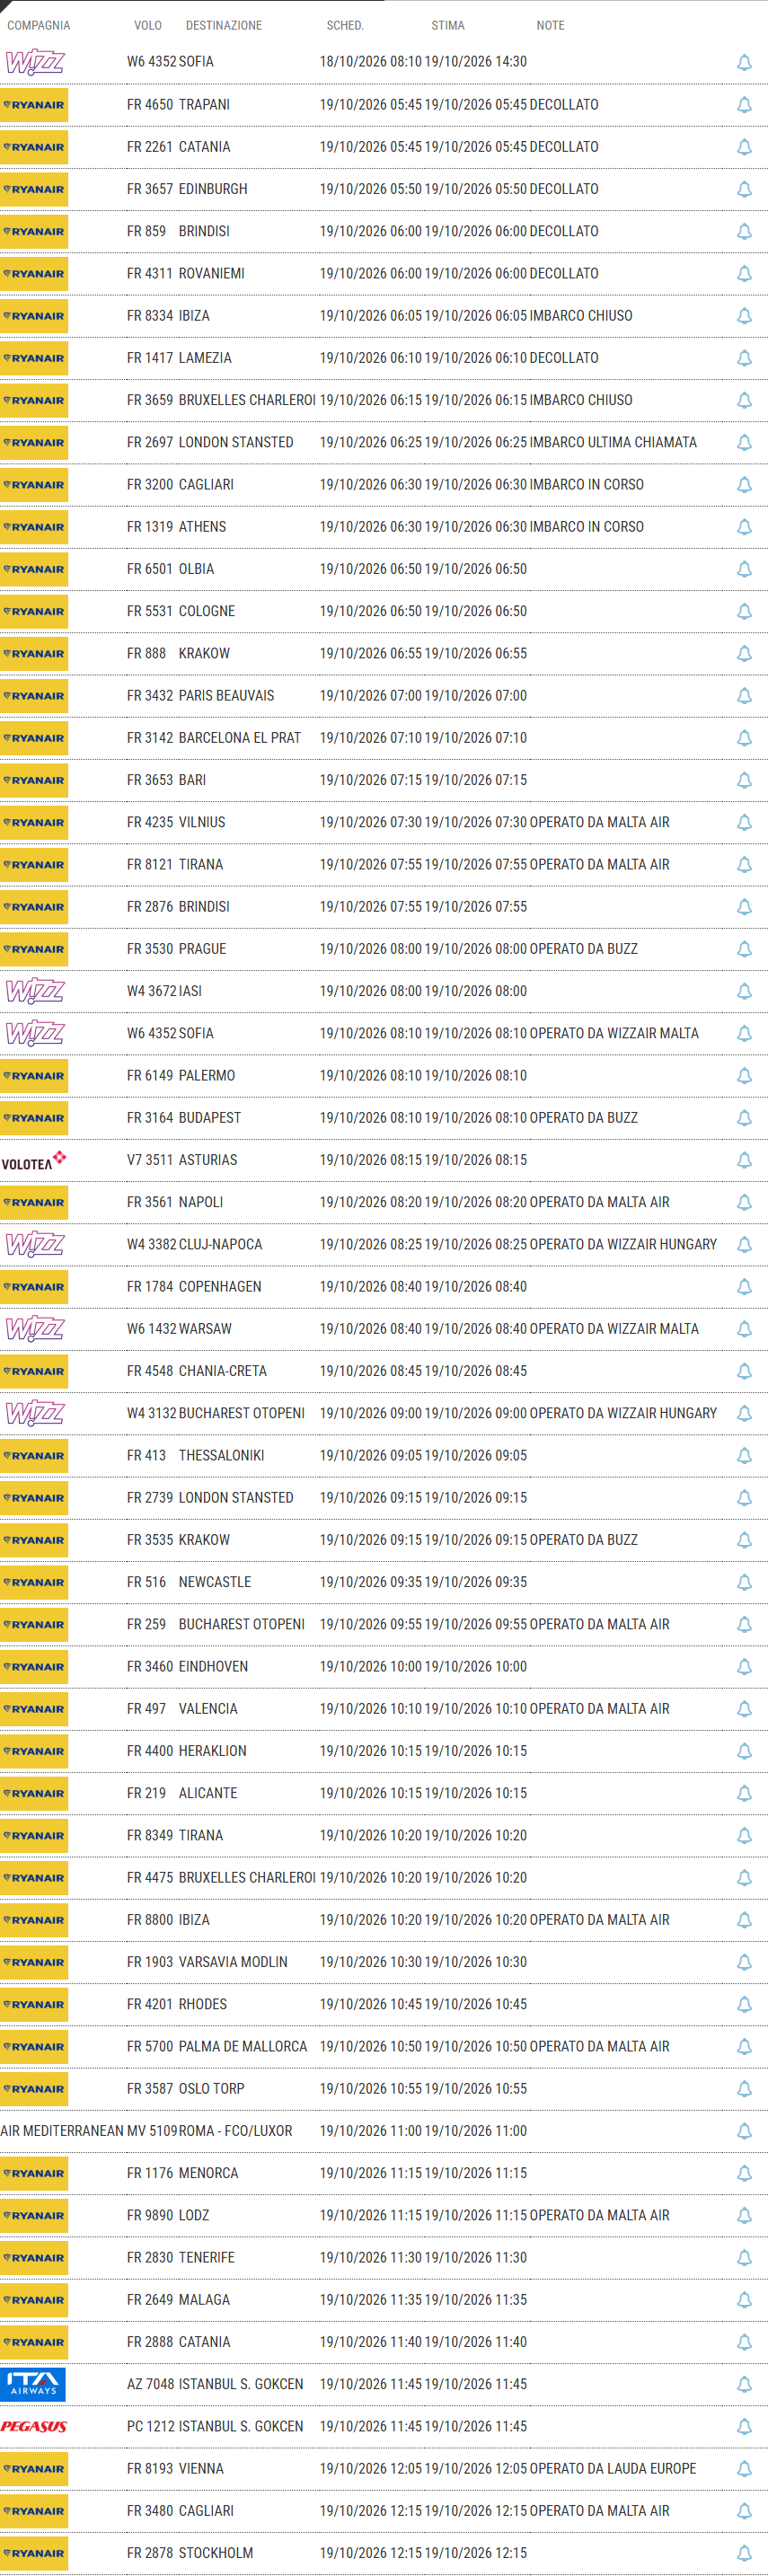 COMPAGNIA VOLO DESTINAZIONE SCHED. STIMA NOTE
WIZZ W6 4352 SOFIA 18/10/2026 08:10 19/10/2026 14:30
RYANAIR FR 4650 TRAPANI 19/10/2026 05:45 19/10/2026 05:45 DECOLLATO
RYANAIR FR 2261 CATANIA 19/10/2026 05:45 19/10/2026 05:45 DECOLLATO
RYANAIR FR 3657 EDINBURGH 19/10/2026 05:50 19/10/2026 05:50 DECOLLATO
RYANAIR FR 859 BRINDISI 19/10/2026 06:00 19/10/2026 06:00 DECOLLATO
RYANAIR FR 4311 ROVANIEMI 19/10/2026 06:00 19/10/2026 06:00 DECOLLATO
RYANAIR FR 8334 IBIZA 19/10/2026 06:05 19/10/2026 06:05 IMBARCO CHIUSO
RYANAIR FR 1417 LAMEZIA 19/10/2026 06:10 19/10/2026 06:10 DECOLLATO
RYANAIR FR 3659 BRUXELLES CHARLEROI 19/10/2026 06:15 19/10/2026 06:15 IMBARCO CHIUSO
RYANAIR FR 2697 LONDON STANSTED 19/10/2026 06:25 19/10/2026 06:25 IMBARCO ULTIMA CHIAMATA
RYANAIR FR 3200 CAGLIARI 19/10/2026 06:30 19/10/2026 06:30 IMBARCO IN CORSO
RYANAIR FR 1319 ATHENS 19/10/2026 06:30 19/10/2026 06:30 IMBARCO IN CORSO
RYANAIR FR 6501 OLBIA 19/10/2026 06:50 19/10/2026 06:50
RYANAIR FR 5531 COLOGNE 19/10/2026 06:50 19/10/2026 06:50
RYANAIR FR 888 KRAKOW 19/10/2026 06:55 19/10/2026 06:55
RYANAIR FR 3432 PARIS BEAUVAIS 19/10/2026 07:00 19/10/2026 07:00
RYANAIR FR 3142 BARCELONA EL PRAT 19/10/2026 07:10 19/10/2026 07:10
RYANAIR FR 3653 BARI 19/10/2026 07:15 19/10/2026 07:15
RYANAIR FR 4235 VILNIUS 19/10/2026 07:30 19/10/2026 07:30 OPERATO DA MALTA AIR
RYANAIR FR 8121 TIRANA 19/10/2026 07:55 19/10/2026 07:55 OPERATO DA MALTA AIR
RYANAIR FR 2876 BRINDISI 19/10/2026 07:55 19/10/2026 07:55
RYANAIR FR 3530 PRAGUE 19/10/2026 08:00 19/10/2026 08:00 OPERATO DA BUZZ
WIZZ W4 3672 IASI 19/10/2026 08:00 19/10/2026 08:00
WIZZ W6 4352 SOFIA 19/10/2026 08:10 19/10/2026 08:10 OPERATO DA WIZZAIR MALTA
RYANAIR FR 6149 PALERMO 19/10/2026 08:10 19/10/2026 08:10
RYANAIR FR 3164 BUDAPEST 19/10/2026 08:10 19/10/2026 08:10 OPERATO DA BUZZ
VOLOTEA V7 3511 ASTURIAS 19/10/2026 08:15 19/10/2026 08:15
RYANAIR FR 3561 NAPOLI 19/10/2026 08:20 19/10/2026 08:20 OPERATO DA MALTA AIR
WIZZ W4 3382 CLUJ-NAPOCA 19/10/2026 08:25 19/10/2026 08:25 OPERATO DA WIZZAIR HUNGARY
RYANAIR FR 1784 COPENHAGEN 19/10/2026 08:40 19/10/2026 08:40
WIZZ W6 1432 WARSAW 19/10/2026 08:40 19/10/2026 08:40 OPERATO DA WIZZAIR MALTA
RYANAIR FR 4548 CHANIA-CRETA 19/10/2026 08:45 19/10/2026 08:45
WIZZ W4 3132 BUCHAREST OTOPENI 19/10/2026 09:00 19/10/2026 09:00 OPERATO DA WIZZAIR HUNGARY
RYANAIR FR 413 THESSALONIKI 19/10/2026 09:05 19/10/2026 09:05
RYANAIR FR 2739 LONDON STANSTED 19/10/2026 09:15 19/10/2026 09:15
RYANAIR FR 3535 KRAKOW 19/10/2026 09:15 19/10/2026 09:15 OPERATO DA BUZZ
RYANAIR FR 516 NEWCASTLE 19/10/2026 09:35 19/10/2026 09:35
RYANAIR FR 259 BUCHAREST OTOPENI 19/10/2026 09:55 19/10/2026 09:55 OPERATO DA MALTA AIR
RYANAIR FR 3460 EINDHOVEN 19/10/2026 10:00 19/10/2026 10:00
RYANAIR FR 497 VALENCIA 19/10/2026 10:10 19/10/2026 10:10 OPERATO DA MALTA AIR
RYANAIR FR 4400 HERAKLION 19/10/2026 10:15 19/10/2026 10:15
RYANAIR FR 219 ALICANTE 19/10/2026 10:15 19/10/2026 10:15
RYANAIR FR 8349 TIRANA 19/10/2026 10:20 19/10/2026 10:20
RYANAIR FR 4475 BRUXELLES CHARLEROI 19/10/2026 10:20 19/10/2026 10:20
RYANAIR FR 8800 IBIZA 19/10/2026 10:20 19/10/2026 10:20 OPERATO DA MALTA AIR
RYANAIR FR 1903 VARSAVIA MODLIN 19/10/2026 10:30 19/10/2026 10:30
RYANAIR FR 4201 RHODES 19/10/2026 10:45 19/10/2026 10:45
RYANAIR FR 5700 PALMA DE MALLORCA 19/10/2026 10:50 19/10/2026 10:50 OPERATO DA MALTA AIR
RYANAIR FR 3587 OSLO TORP 19/10/2026 10:55 19/10/2026 10:55
AIR MEDITERRANEAN MV 5109 ROMA - FCO/LUXOR 19/10/2026 11:00 19/10/2026 11:00
RYANAIR FR 1176 MENORCA 19/10/2026 11:15 19/10/2026 11:15
RYANAIR FR 9890 LODZ 19/10/2026 11:15 19/10/2026 11:15 OPERATO DA MALTA AIR
RYANAIR FR 2830 TENERIFE 19/10/2026 11:30 19/10/2026 11:30
RYANAIR FR 2649 MALAGA 19/10/2026 11:35 19/10/2026 11:35
RYANAIR FR 2888 CATANIA 19/10/2026 11:40 19/10/2026 11:40
ITA AIRWAYS AZ 7048 ISTANBUL S. GOKCEN 19/10/2026 11:45 19/10/2026 11:45
PEGASUS PC 1212 ISTANBUL S. GOKCEN 19/10/2026 11:45 19/10/2026 11:45
RYANAIR FR 8193 VIENNA 19/10/2026 12:05 19/10/2026 12:05 OPERATO DA LAUDA EUROPE
RYANAIR FR 3480 CAGLIARI 19/10/2026 12:15 19/10/2026 12:15 OPERATO DA MALTA AIR
RYANAIR FR 2878 STOCKHOLM 19/10/2026 12:15 19/10/2026 12:15